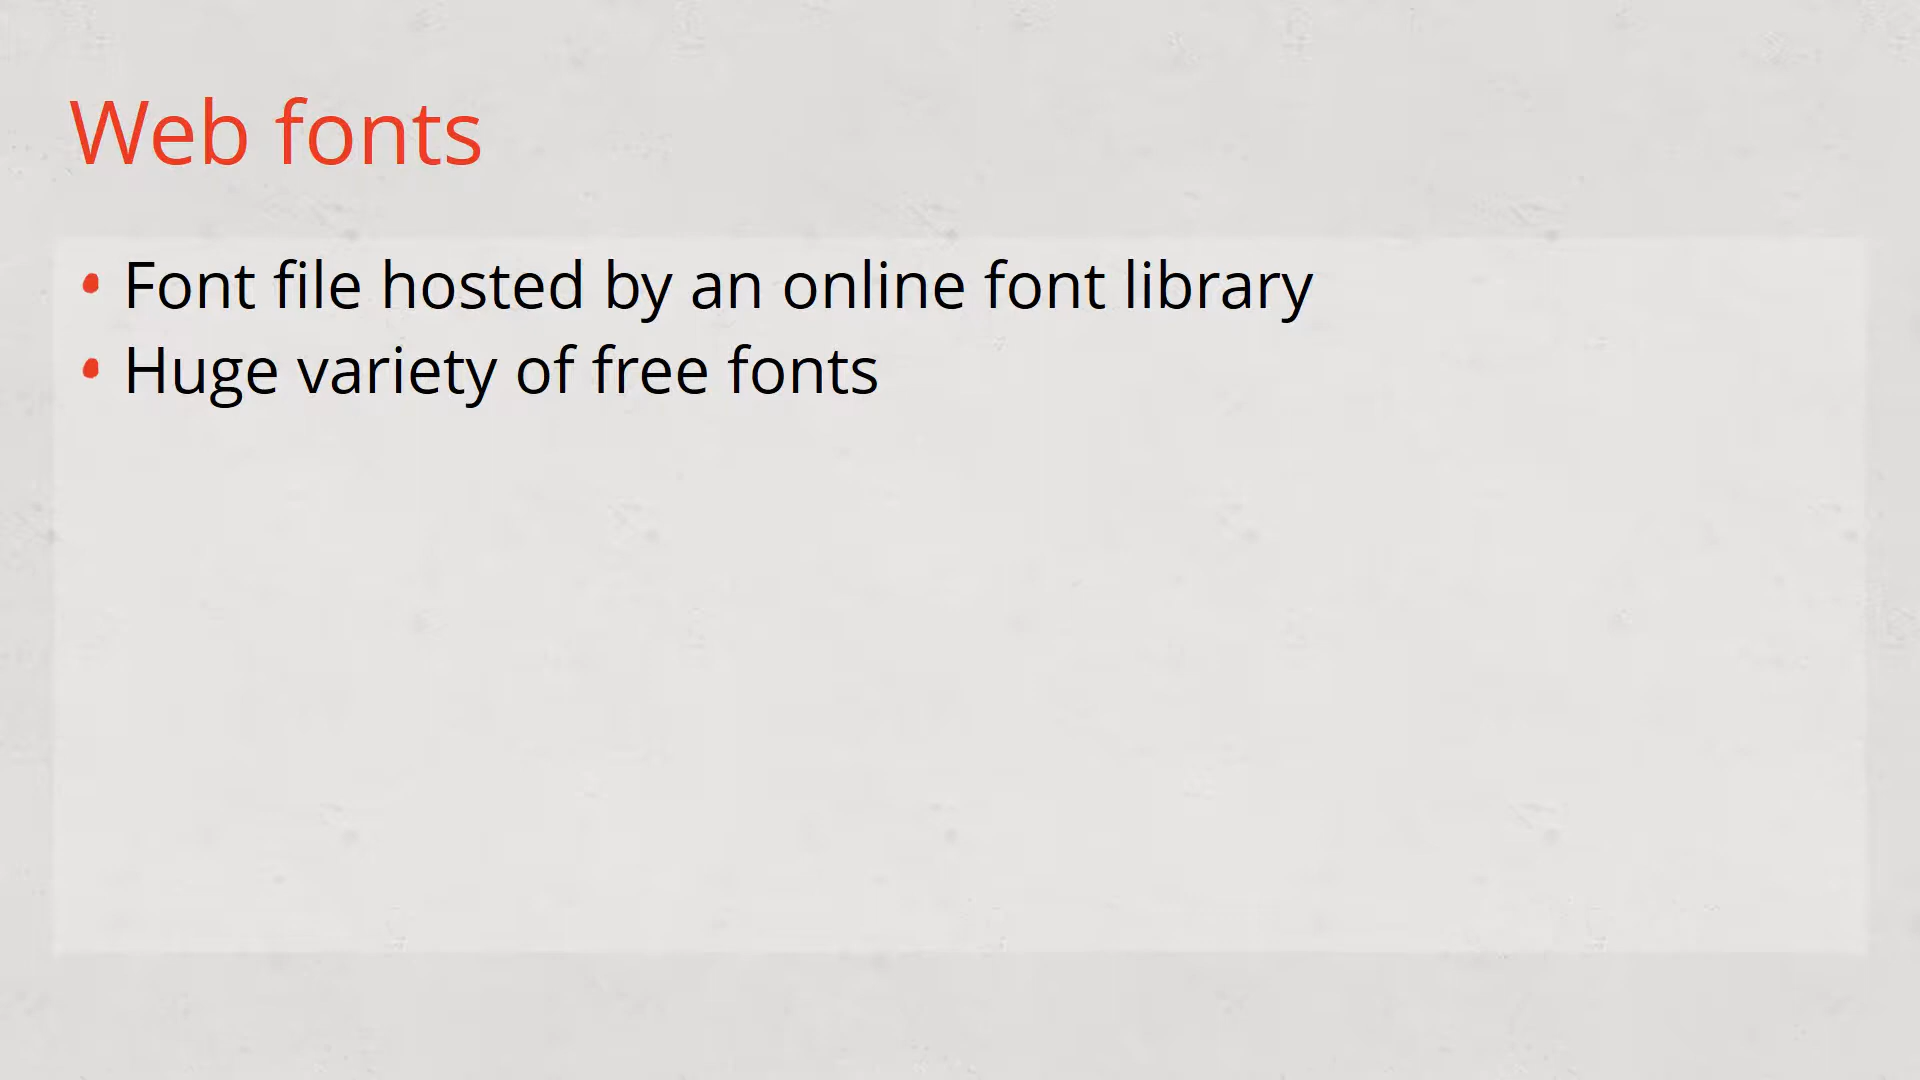 Web fonts
• Font file hosted by an online font library
• Huge variety of free fonts